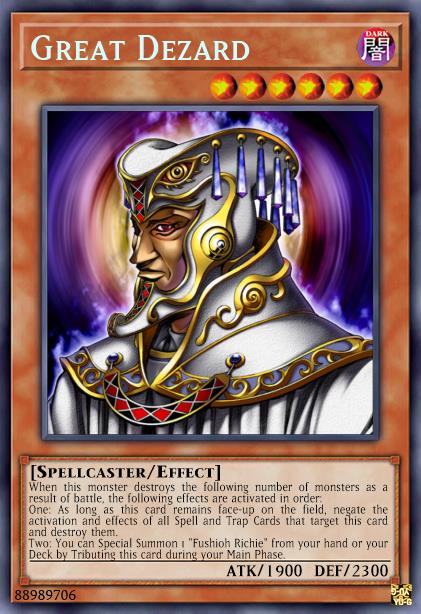 GREAT DEZARD
DARK
闇
[SPELLCASTER/EFFECT]
When this monster destroys the following number of monsters as a
result of battle, the following effects are activated in order:
One: As long as this card remains face-up on the field, negate the
activation and effects of all Spell and Trap Cards that target this card
and destroy them.
Two: You can Special Summon 1 "Fushioh Richie" from your hand or your
Deck by Tributing this card during your Main Phase.
ATK/1900 DEF/2300
88989706